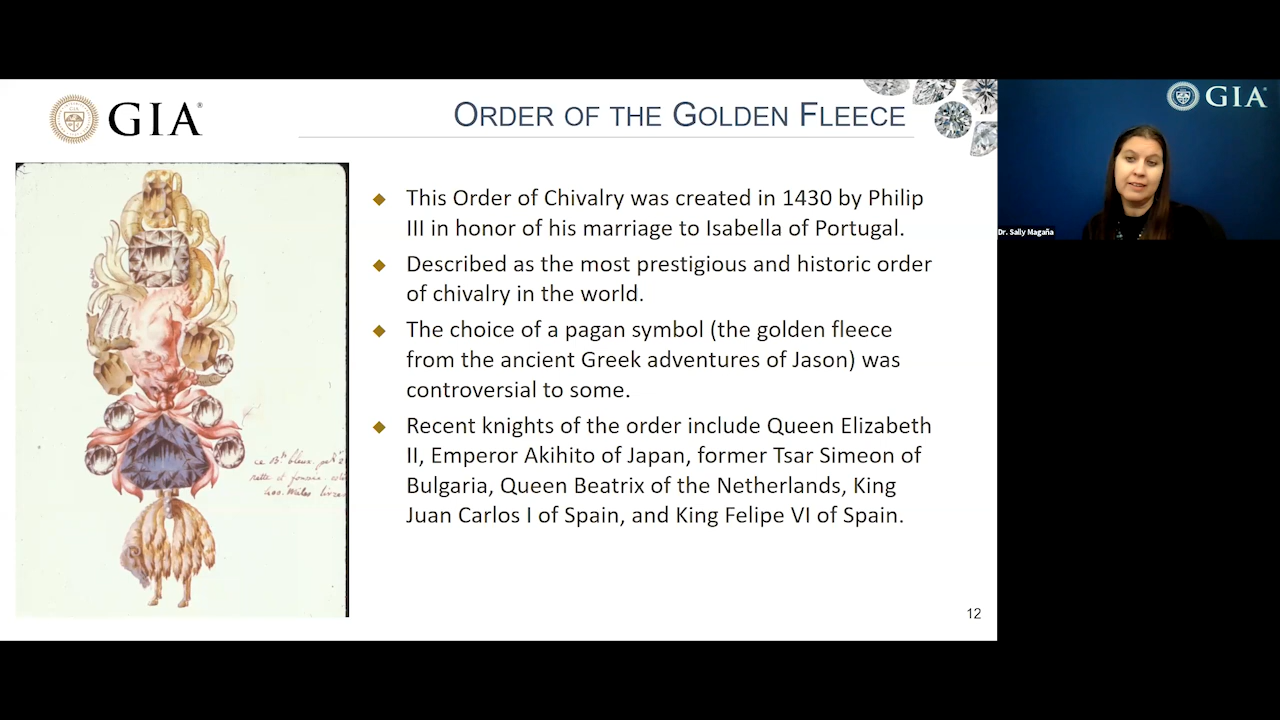 GIA®
ORDER OF THE GOLDEN FLEECE
This Order of Chivalry was created in 1430 by Philip
III in honor of his marriage to Isabella of Portugal.
Described as the most prestigious and historic order
of chivalry in the world.
The choice of a pagan symbol (the golden fleece
from the ancient Greek adventures of Jason) was
controversial to some.
Recent knights of the order include Queen Elizabeth
II, Emperor Akihito of Japan, former Tsar Simeon of
Bulgaria, Queen Beatrix of the Netherlands, King
Juan Carlos I of Spain, and King Felipe VI of Spain.
12
GIA®
Dr. Sally Magaña